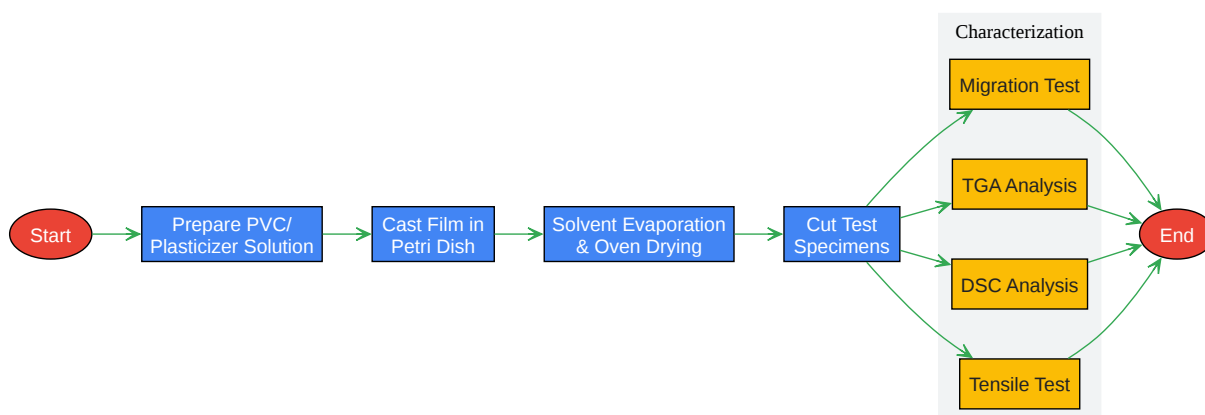 Start
Prepare PVC/
Plasticizer Solution
Cast Film in
Petri Dish
Solvent Evaporation
& Oven Drying
Cut Test
Specimens
Characterization
Migration Test
TGA Analysis
DSC Analysis
Tensile Test
End